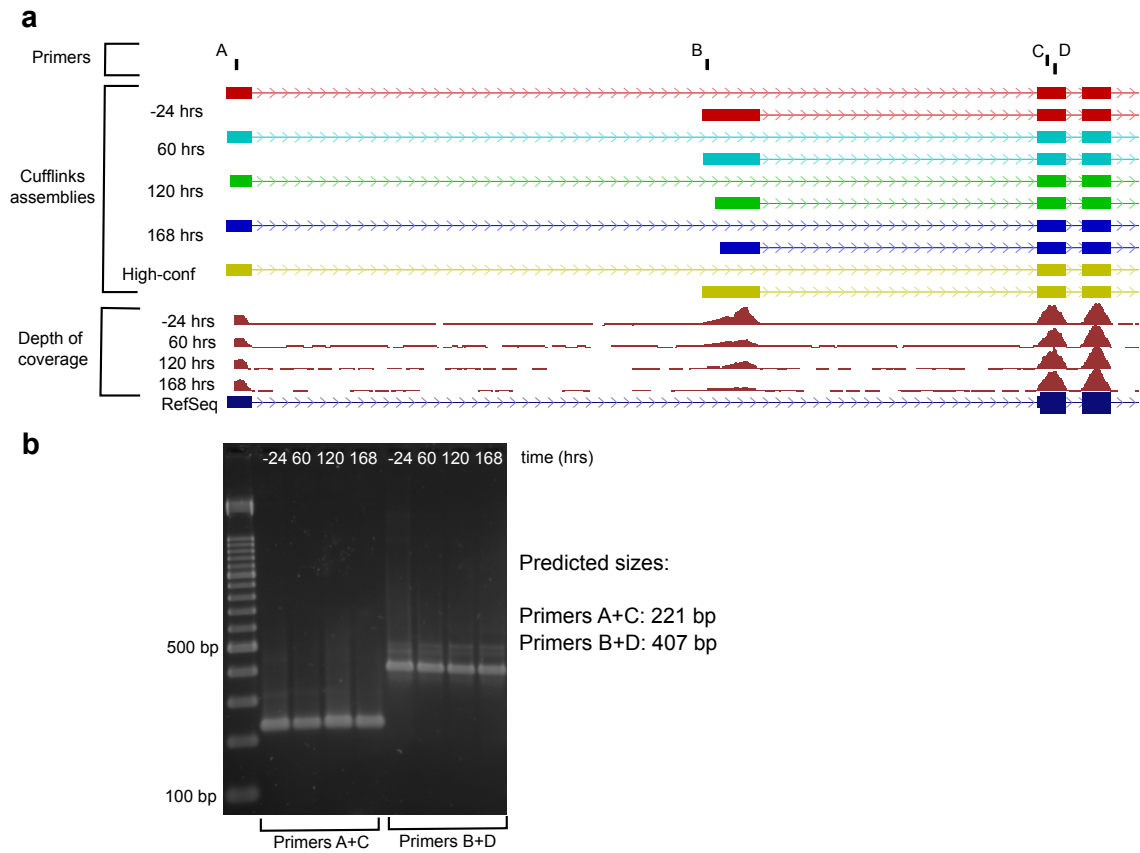 a
A
B
C
D
Primers
-24 hrs
60 hrs
Cufflinks
assemblies
120 hrs
168 hrs
High-conf
-24 hrs
Depth of
coverage
60 hrs
120 hrs
168 hrs
RefSeq
b
-24 60 120 168 -24 60 120 168 time (hrs)
Predicted sizes:
Primers A+C: 221 bp
Primers B+D: 407 bp
500 bp
100 bp
Primers A+C
Primers B+D